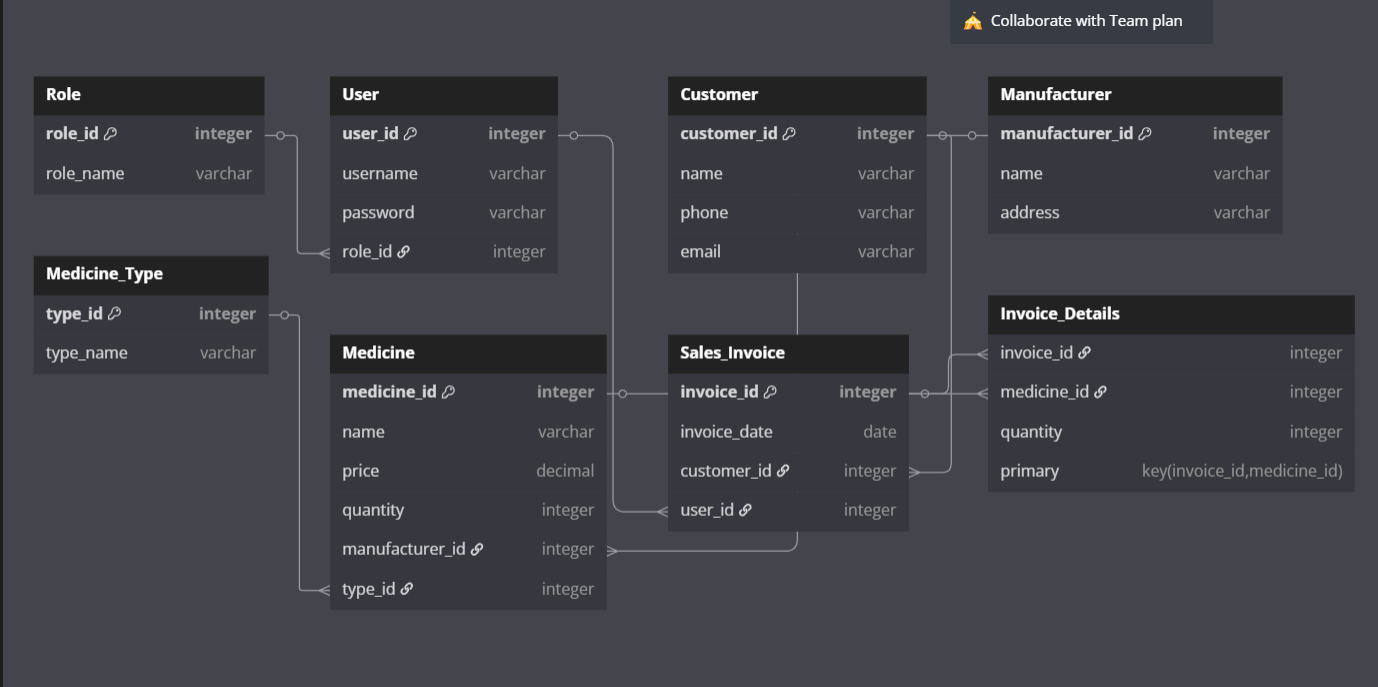 Collaborate with Team plan
Role
role_id integer
role_name varchar
User
user_id integer
username varchar
password varchar
role_id integer
Customer
customer_id integer
name varchar
phone varchar
email varchar
Manufacturer
manufacturer_id integer
name varchar
address varchar
Medicine_Type
type_id integer
type_name varchar
Medicine
medicine_id integer
name varchar
price decimal
quantity integer
manufacturer_id integer
type_id integer
Sales_Invoice
invoice_id integer
invoice_date date
customer_id integer
user_id integer
Invoice_Details
invoice_id integer
medicine_id integer
quantity integer
primary key(invoice_id,medicine_id)